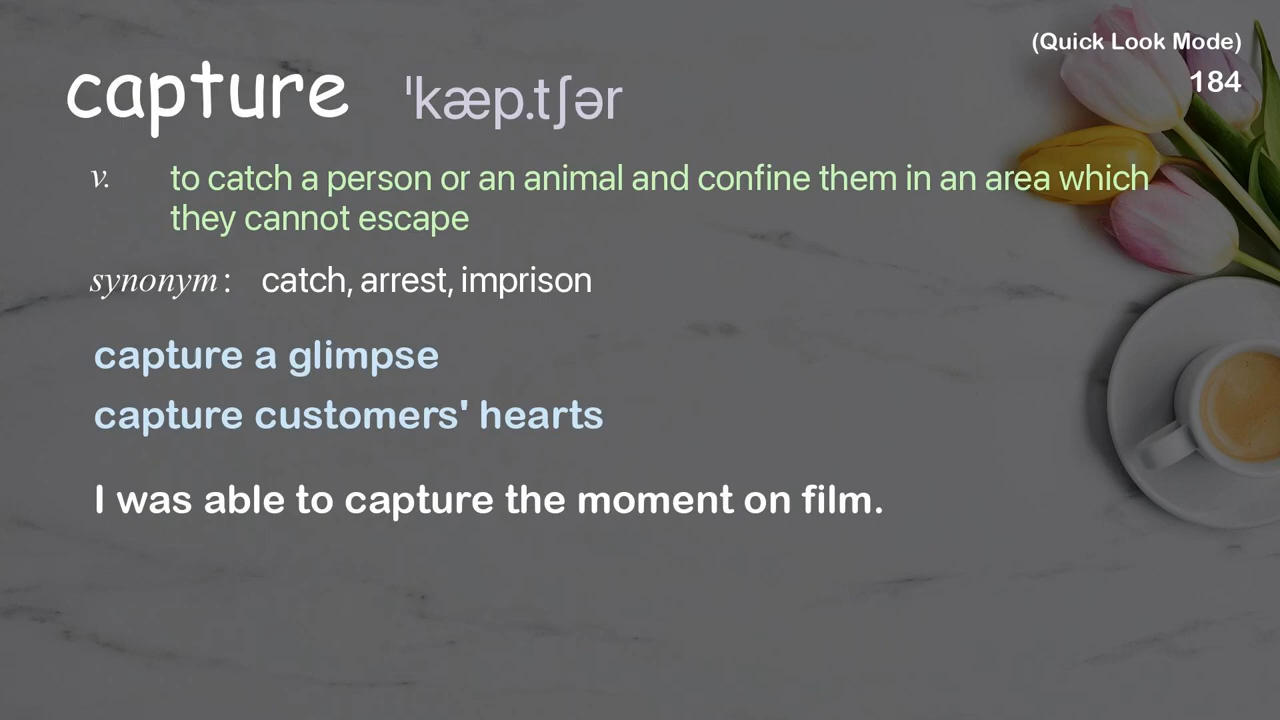 (Quick Look Mode)
184
capture ˈkæp.tʃər
v. to catch a person or an animal and confine them in an area which
they cannot escape
synonym: catch, arrest, imprison
capture a glimpse
capture customers' hearts
I was able to capture the moment on film.